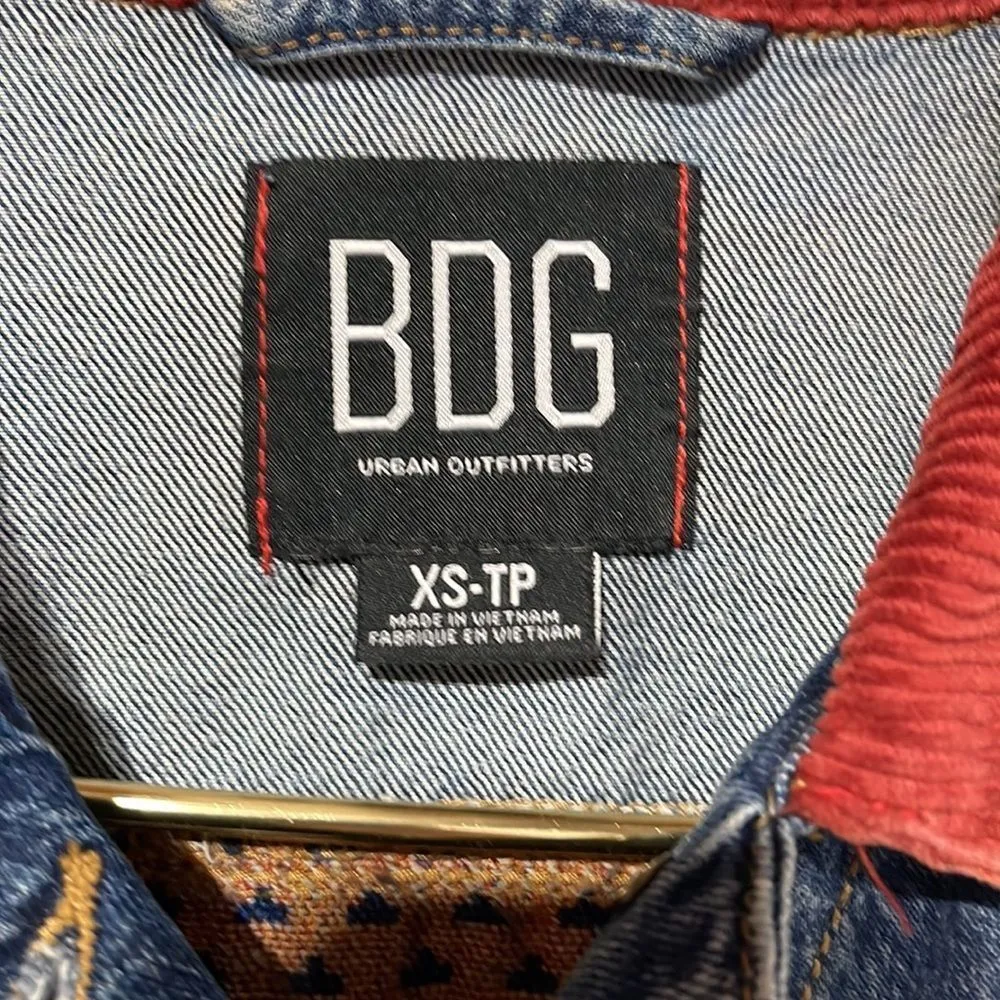 BDG
URBAN OUTFITTERS
XS-TP
MADE IN VIETNAM
FABRIQUE EN VIETNAM